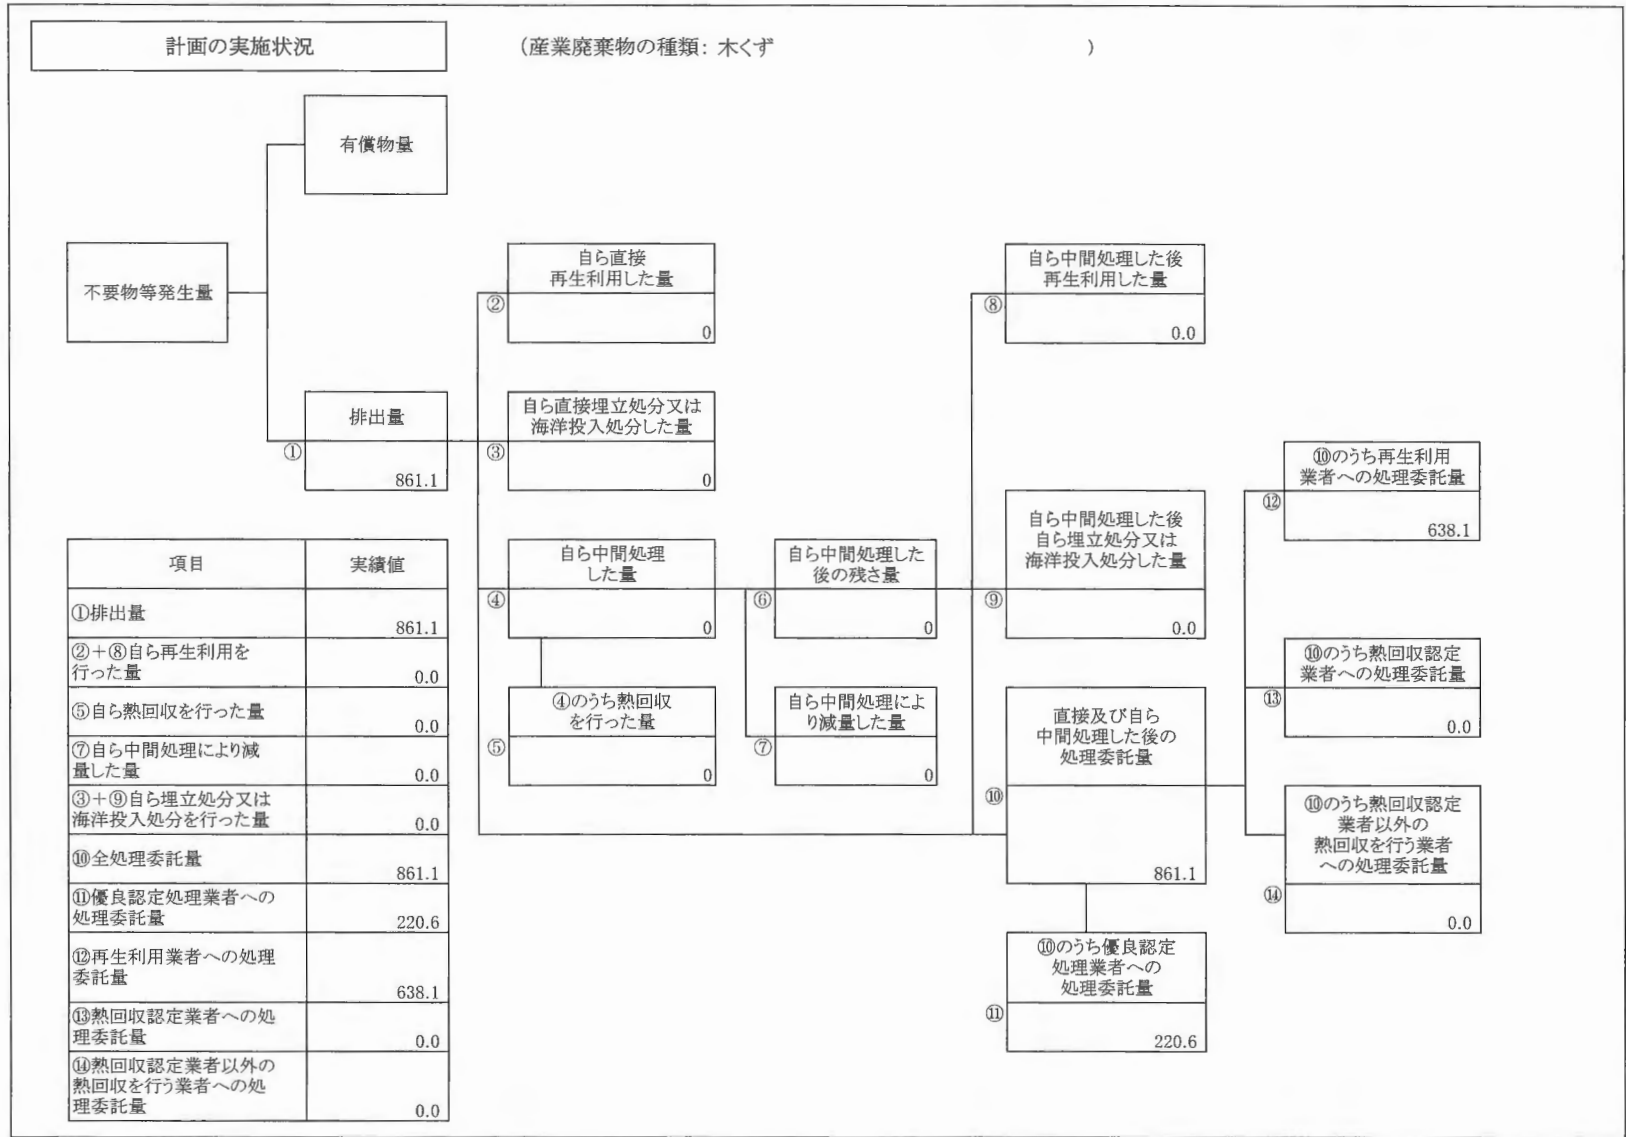 計画の実施状況
（産業廃棄物の種類：木くず　　　　　　　　　　）
有償物量
不要物等発生量
排出量
①
861.1
自ら直接
再生利用した量
②
0
自ら直接埋立処分又は
海洋投入処分した量
③
0
自ら中間処理
した量
④
0
④のうち熱回収
を行った量
⑤
0
自ら中間処理した
後の残さ量
⑥
0
自ら中間処理によ
り減量した量
⑦
0
自ら中間処理した後
再生利用した量
⑧
0.0
自ら中間処理した後
自ら埋立処分又は
海洋投入処分した量
⑨
0.0
直接及び自ら
中間処理した後の
処理委託量
⑩
861.1
⑩のうち優良認定
処理業者への
処理委託量
⑪
220.6
⑩のうち再生利用
業者への処理委託量
⑫
638.1
⑩のうち熱回収認定
業者への処理委託量
⑬
0.0
⑩のうち熱回収認定
業者以外の
熱回収を行う業者
への処理委託量
⑭
0.0
項目 実績値
①排出量 861.1
②＋⑧自ら再生利用を
行った量 0.0
⑤自ら熱回収を行った量 0.0
⑦自ら中間処理により減
量した量 0.0
③＋⑨自ら埋立処分又は
海洋投入処分を行った量 0.0
⑩全処理委託量 861.1
⑪優良認定処理業者への
処理委託量 220.6
⑫再生利用業者への処理
委託量 638.1
⑬熱回収認定業者への処
理委託量 0.0
⑭熱回収認定業者以外の
熱回収を行う業者への処
理委託量 0.0